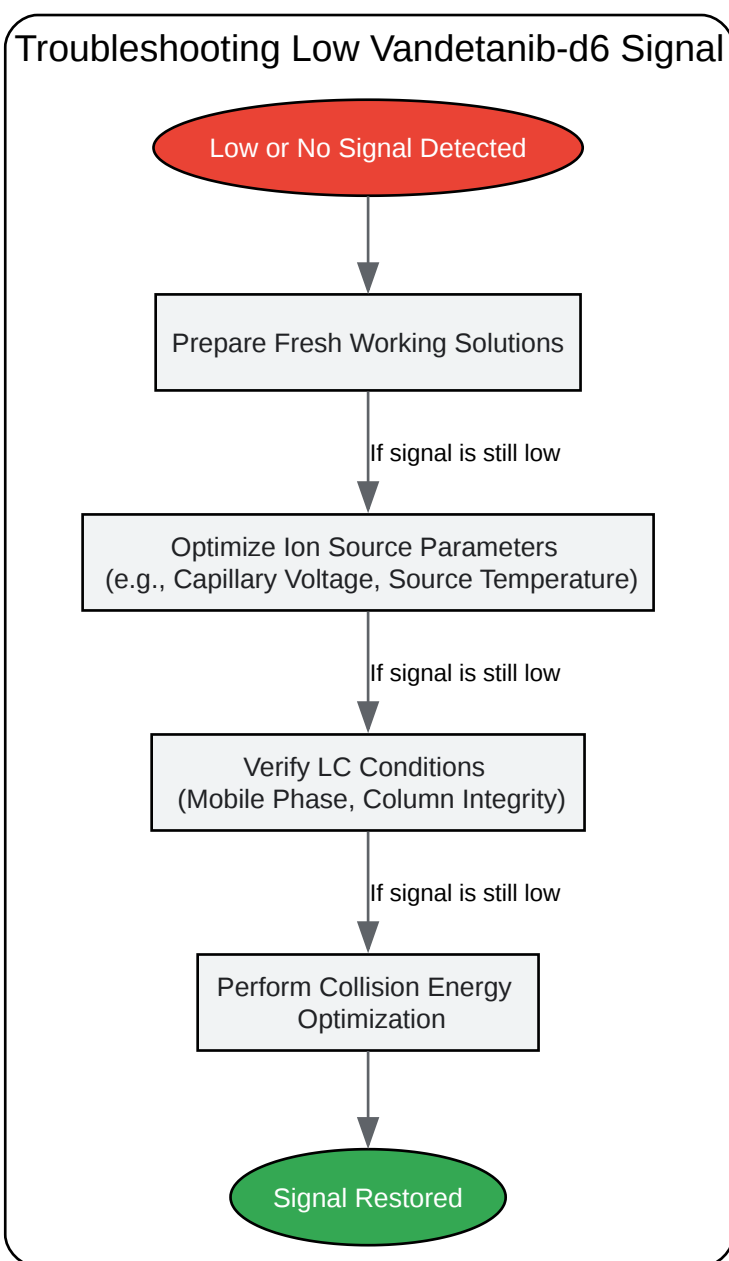 Troubleshooting Low Vandetanib-d6 Signal
Low or No Signal Detected
Prepare Fresh Working Solutions
If signal is still low
Optimize Ion Source Parameters
(e.g., Capillary Voltage, Source Temperature)
If signal is still low
Verify LC Conditions
(Mobile Phase, Column Integrity)
If signal is still low
Perform Collision Energy
Optimization
Signal Restored